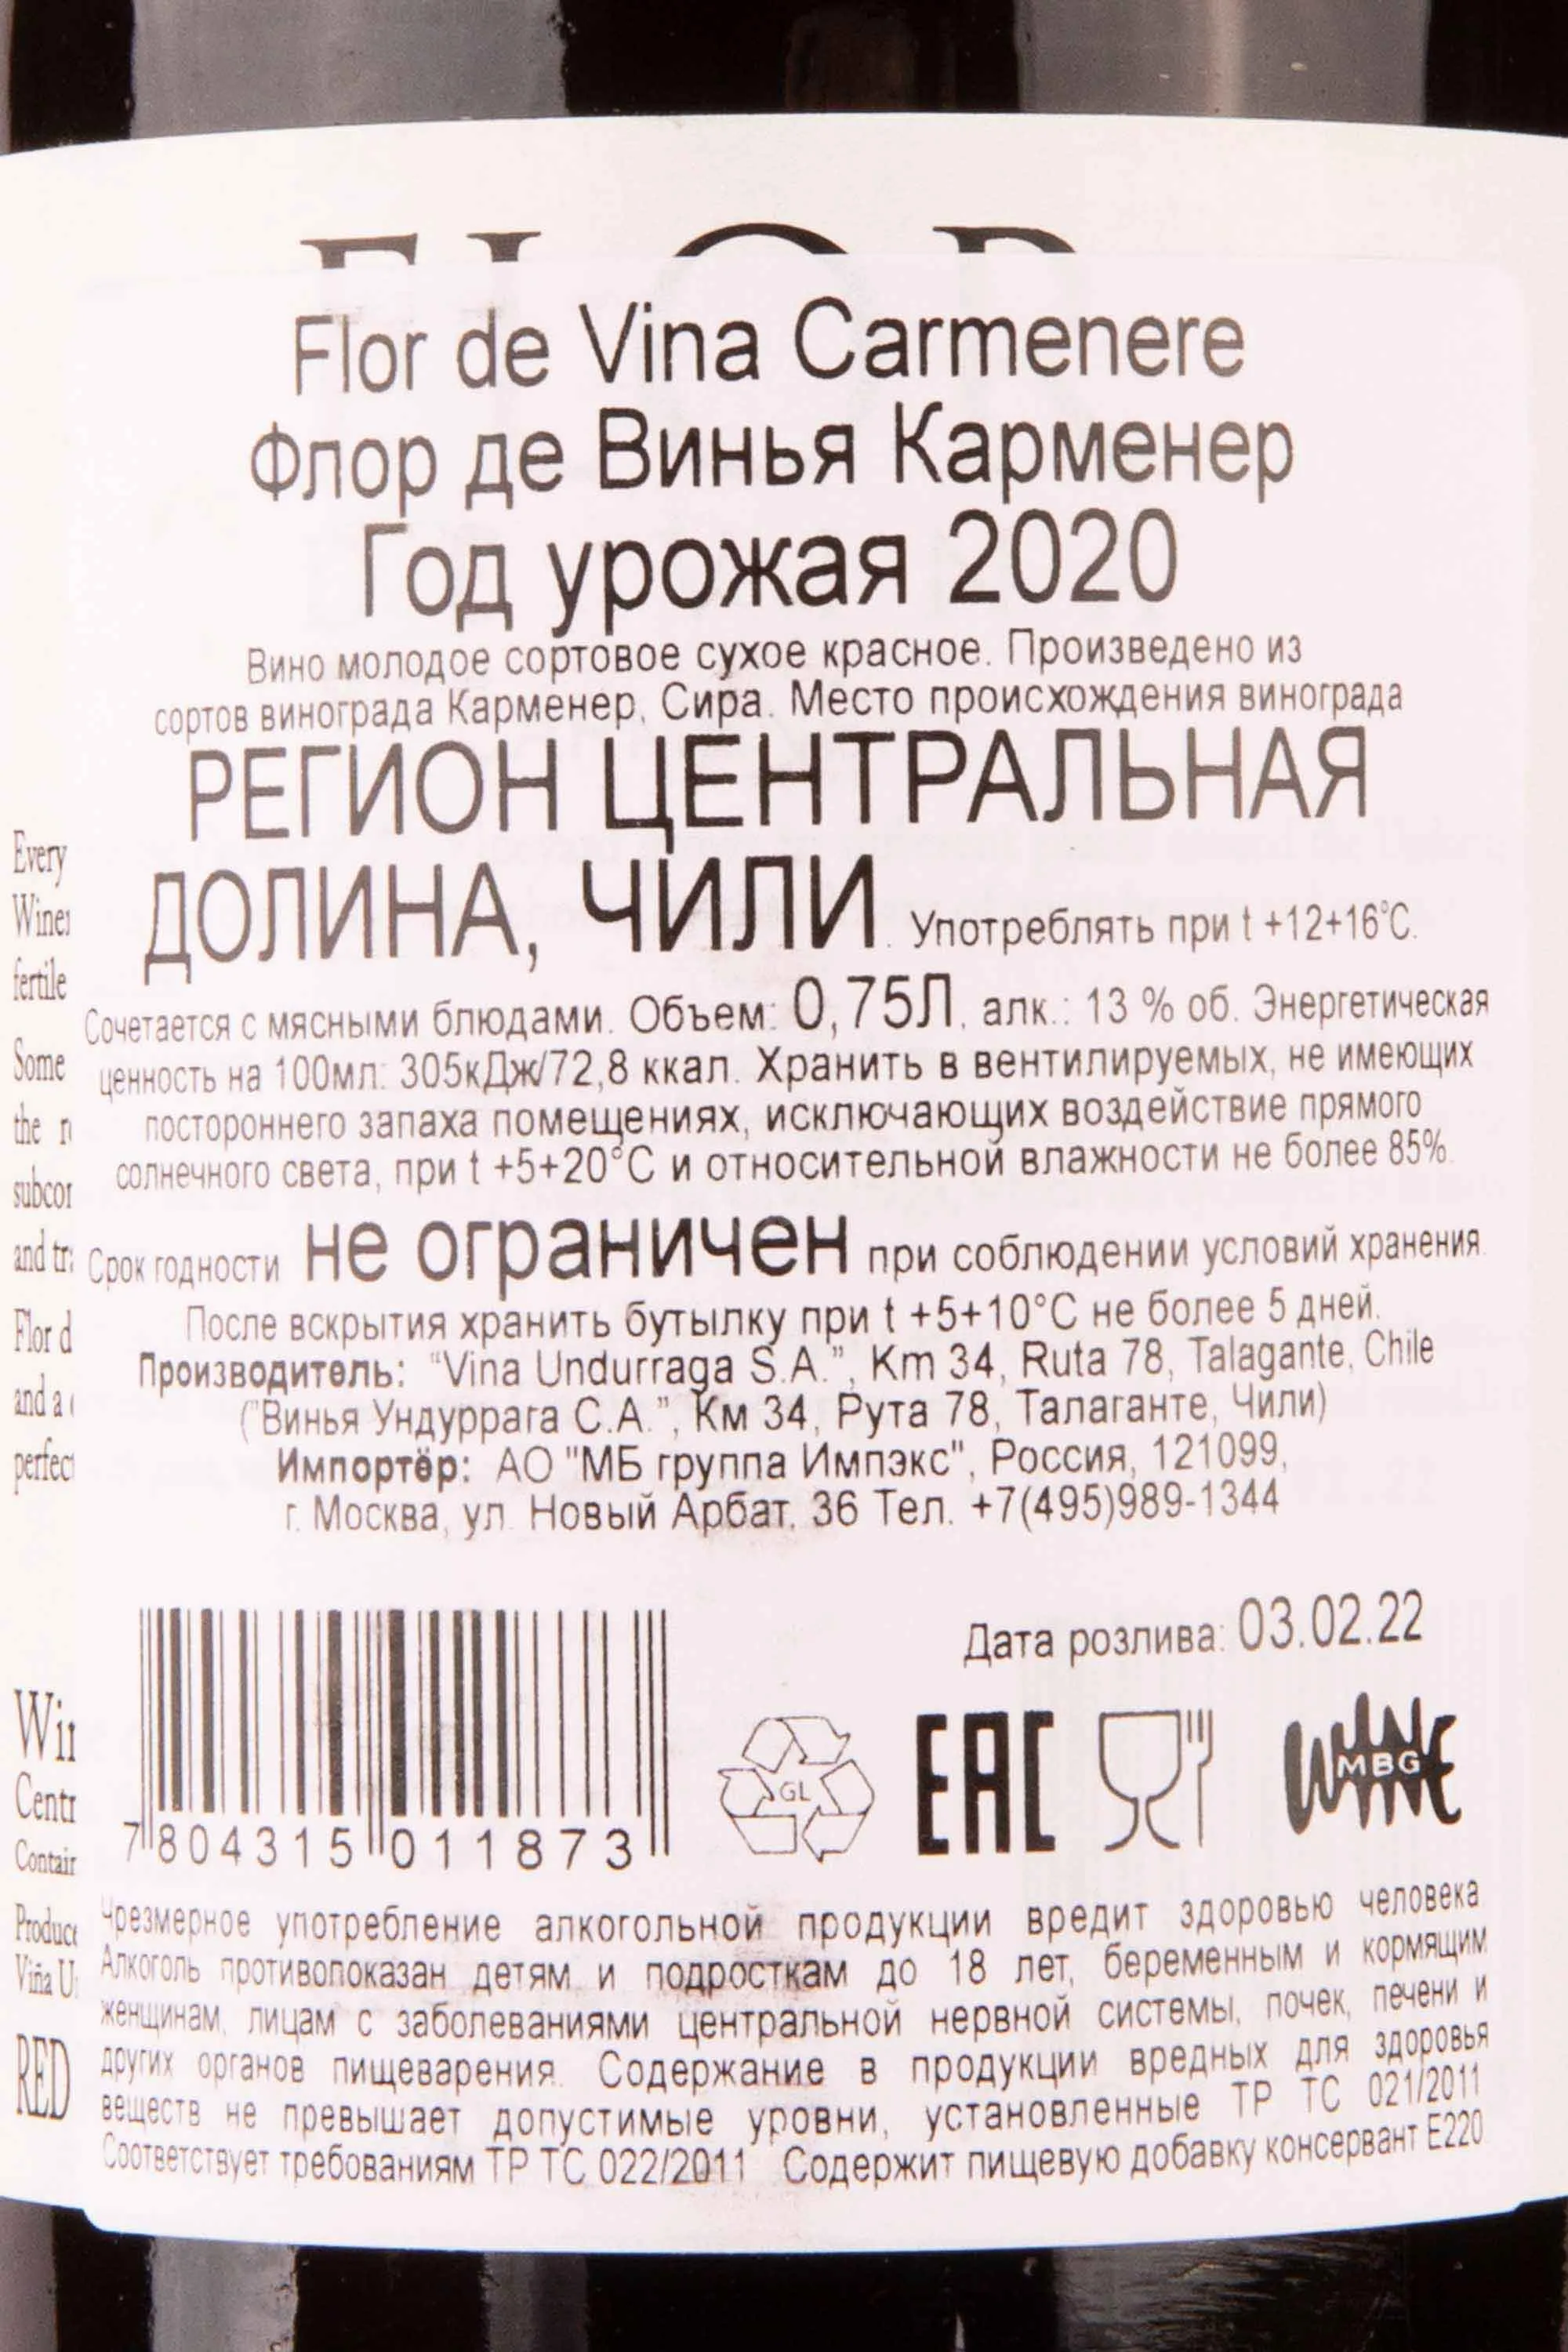 Flor de Vina Carmenere
Флор де Винья Карменер
Год урожая 2020
Вино молодое сортовое сухое красное. Произведено из
сортов винограда Карменер, Сира. Место происхождения винограда
РЕГИОН ЦЕНТРАЛЬНАЯ
ДОЛИНА, ЧИЛИ. Употреблять при t +12+16°С.
Сочетается с мясными блюдами. Объем: 0,75Л, алк.: 13 % об. Энергетическая
ценность на 100мл: 305кДж/72,8 ккал. Хранить в вентилируемых, не имеющих
постороннего запаха помещениях, исключающих воздействие прямого
солнечного света, при t +5+20°С и относительной влажности не более 85%.
Срок годности не ограничен при соблюдении условий хранения.
После вскрытия хранить бутылку при t +5+10°С не более 5 дней.
Производитель: "Vina Undurraga S.A.", Km 34, Ruta 78, Talagante, Chile
("Винья Ундуррага С.А.", Км 34, Рута 78, Талаганте, Чили)
Импортёр: АО "МБ группа Импэкс", Россия, 121099,
г. Москва, ул. Новый Арбат, 36 Тел. +7(495)989-1344
Дата розлива: 03.02.22
7 804315 011873
GL
EAC
WINE
MBG
Чрезмерное употребление алкогольной продукции вредит здоровью человека.
Алкоголь противопоказан детям и подросткам до 18 лет, беременным и кормящим
женщинам, лицам с заболеваниями центральной нервной системы, почек, печени и
других органов пищеварения. Содержание в продукции вредных для здоровья
веществ не превышает допустимые уровни, установленные ТР ТС 021/2011
Соответствует требованиям ТР ТС 022/2011 Содержит пищевую добавку консервант Е220
Every
fertile
Some
the
and
Flor
and a
RED